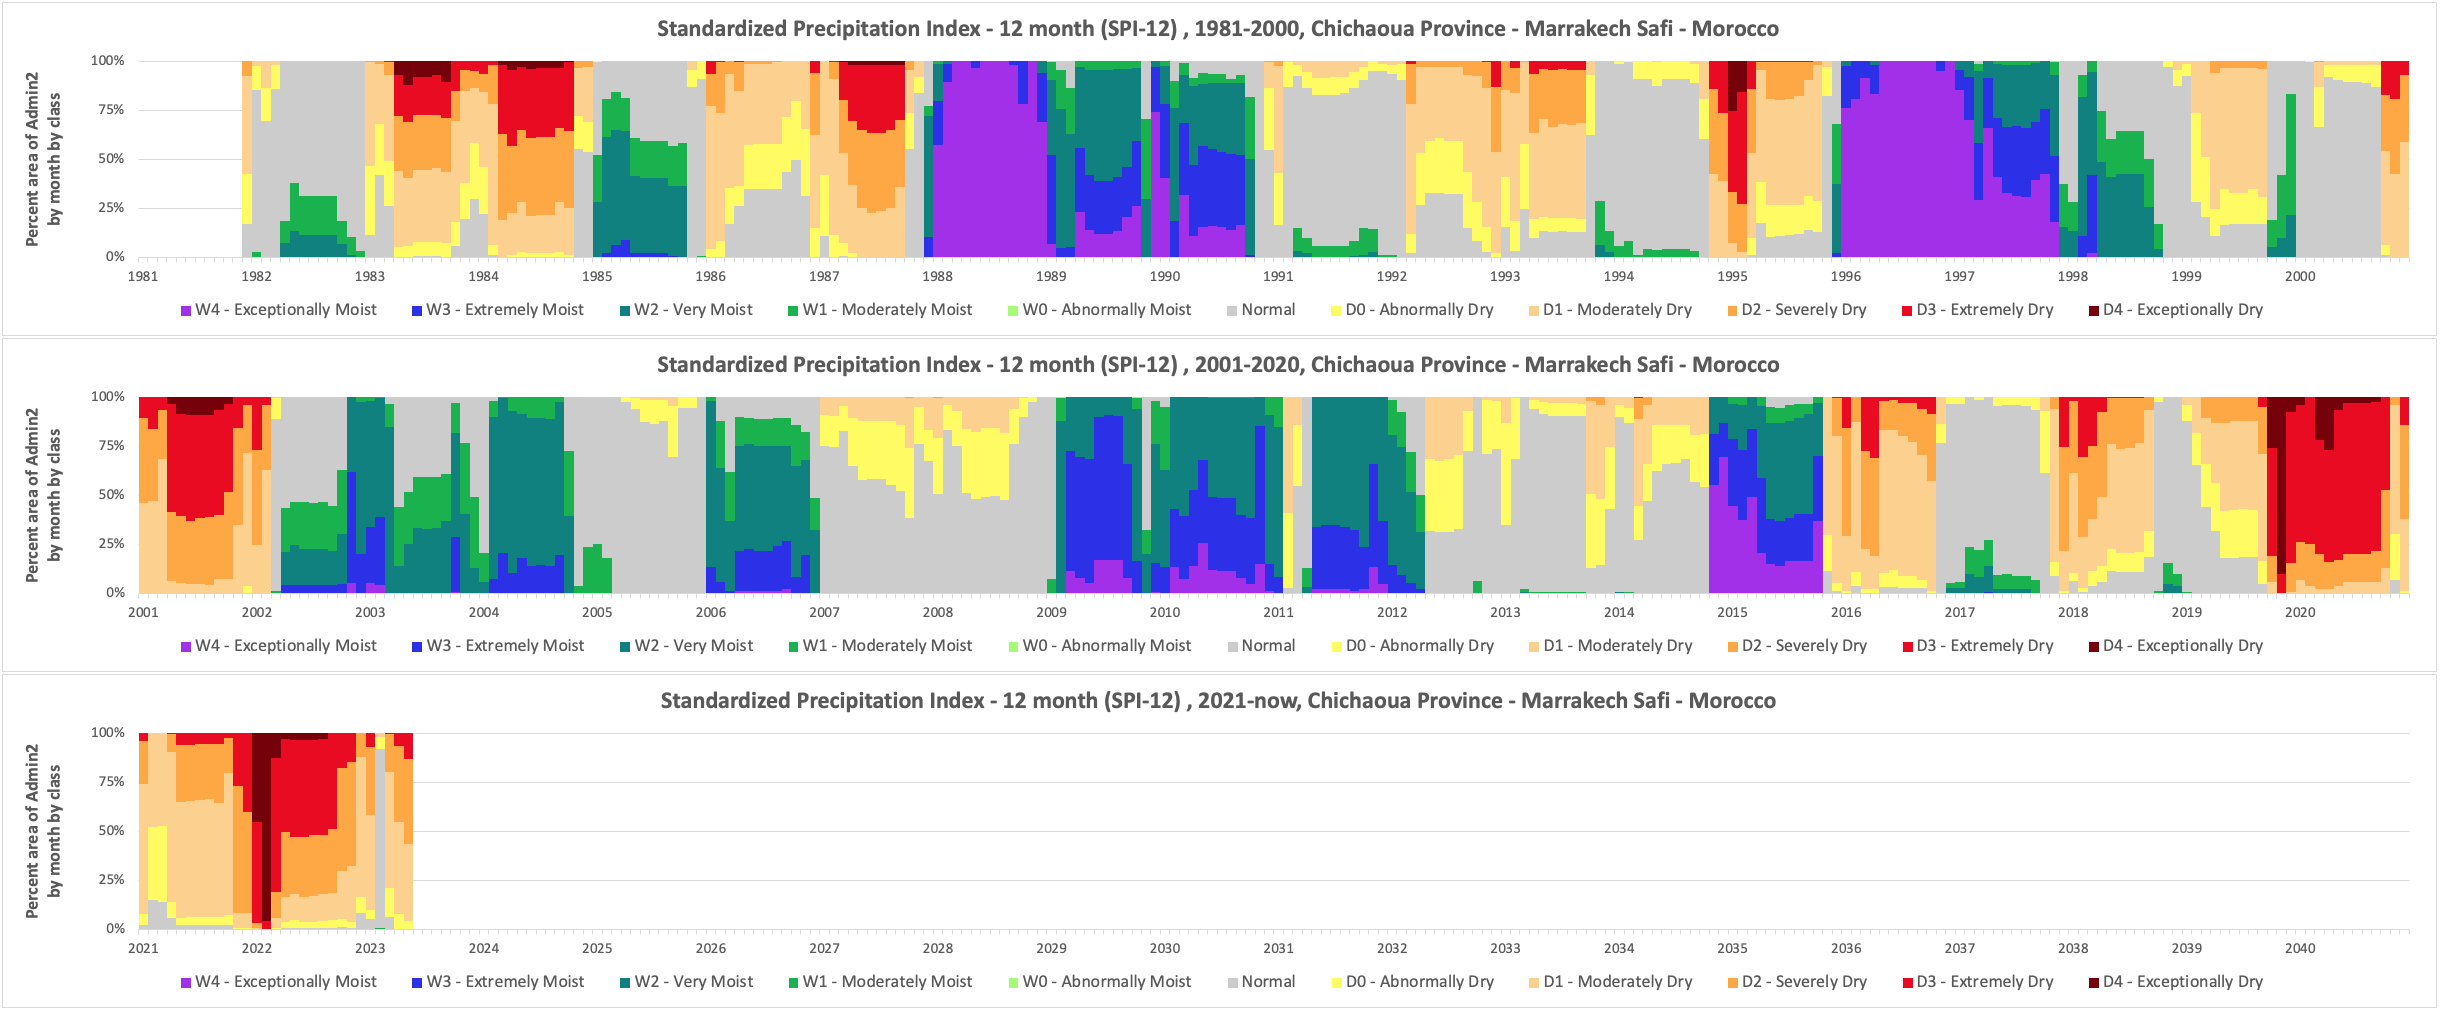 Standardized Precipitation Index - 12 month (SPI-12) , 1981-2000, Chichaoua Province - Marrakech Safi - Morocco
Percent area of Admin2
by month by class
100%
75%
50%
25%
0%
1981 1982 1983 1984 1985 1986 1987 1988 1989 1990 1991 1992 1993 1994 1995 1996 1997 1998 1999 2000
W4 - Exceptionally Moist W3 - Extremely Moist W2 - Very Moist W1 - Moderately Moist W0 - Abnormally Moist Normal D0 - Abnormally Dry D1 - Moderately Dry D2 - Severely Dry D3 - Extremely Dry D4 - Exceptionally Dry
Standardized Precipitation Index - 12 month (SPI-12) , 2001-2020, Chichaoua Province - Marrakech Safi - Morocco
Percent area of Admin2
by month by class
100%
75%
50%
25%
0%
2001 2002 2003 2004 2005 2006 2007 2008 2009 2010 2011 2012 2013 2014 2015 2016 2017 2018 2019 2020
W4 - Exceptionally Moist W3 - Extremely Moist W2 - Very Moist W1 - Moderately Moist W0 - Abnormally Moist Normal D0 - Abnormally Dry D1 - Moderately Dry D2 - Severely Dry D3 - Extremely Dry D4 - Exceptionally Dry
Standardized Precipitation Index - 12 month (SPI-12) , 2021-now, Chichaoua Province - Marrakech Safi - Morocco
Percent area of Admin2
by month by class
100%
75%
50%
25%
0%
2021 2022 2023 2024 2025 2026 2027 2028 2029 2030 2031 2032 2033 2034 2035 2036 2037 2038 2039 2040
W4 - Exceptionally Moist W3 - Extremely Moist W2 - Very Moist W1 - Moderately Moist W0 - Abnormally Moist Normal D0 - Abnormally Dry D1 - Moderately Dry D2 - Severely Dry D3 - Extremely Dry D4 - Exceptionally Dry